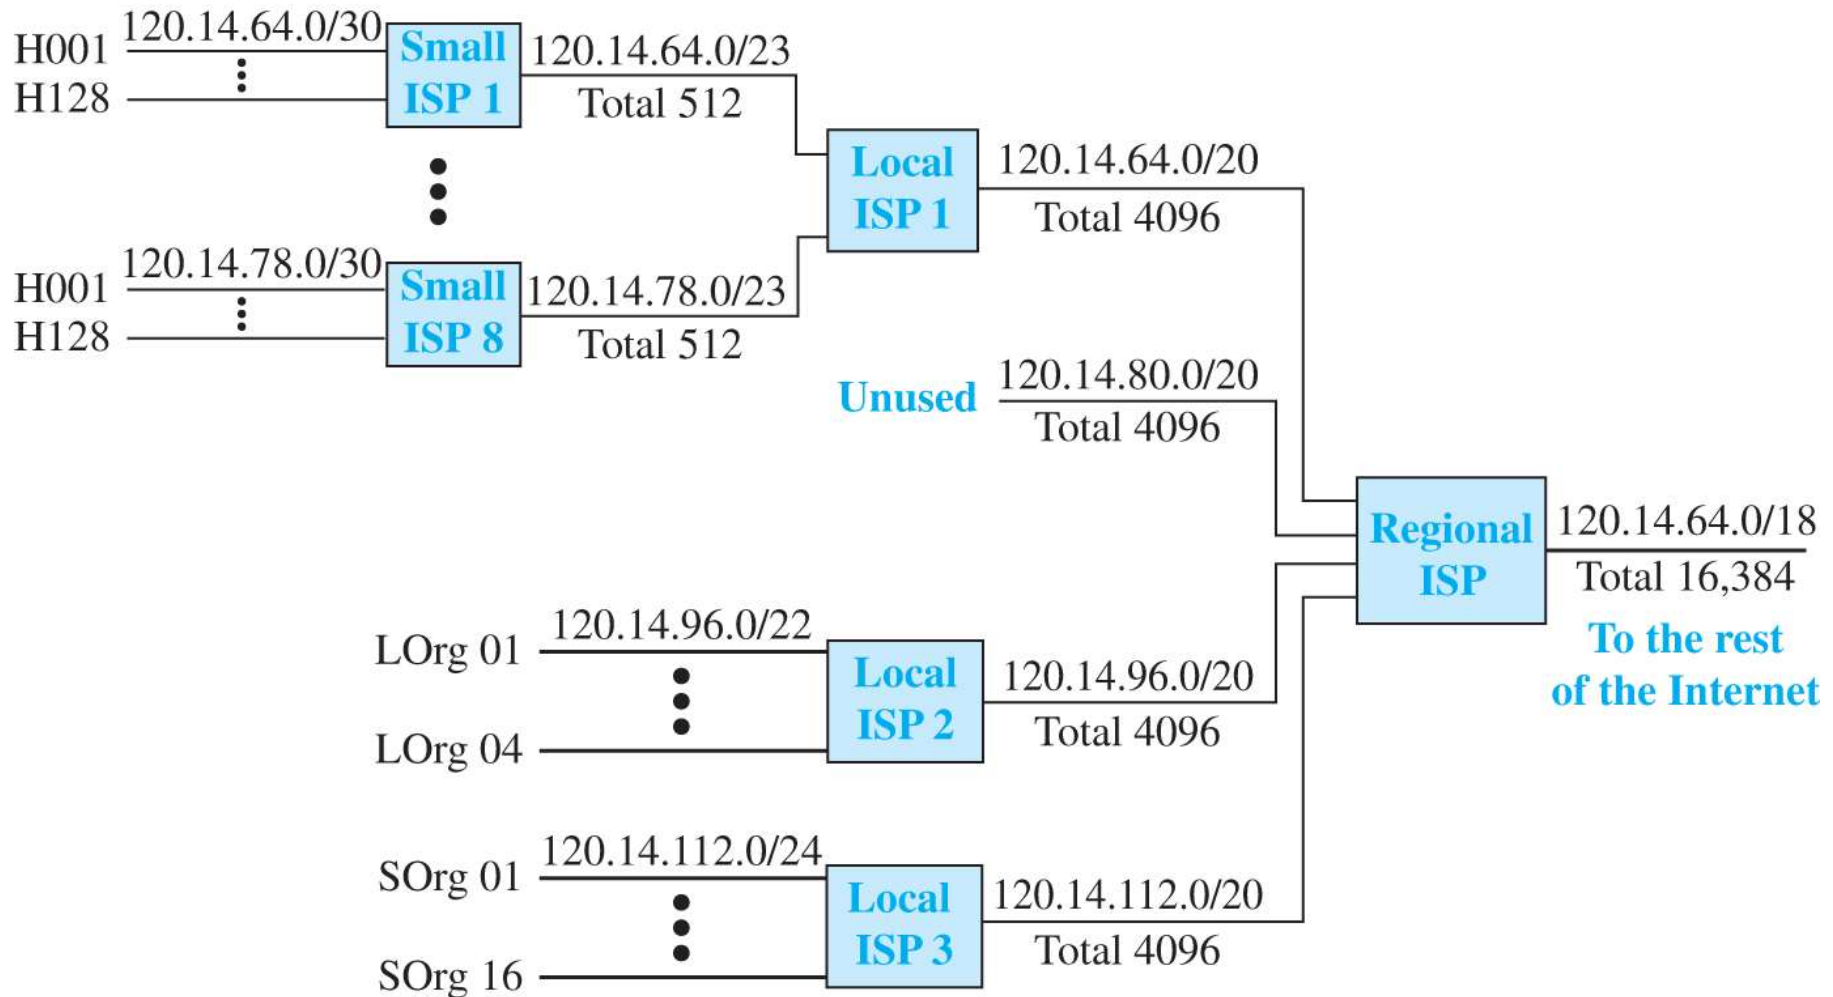 H001
120.14.64.0/30
H128
Small
ISP 1
120.14.64.0/23
Total 512
H001
120.14.78.0/30
H128
Small
ISP 8
120.14.78.0/23
Total 512
Local
ISP 1
120.14.64.0/20
Total 4096
Unused
120.14.80.0/20
Total 4096
LOrg 01
120.14.96.0/22
LOrg 04
Local
ISP 2
120.14.96.0/20
Total 4096
SOrg 01
120.14.112.0/24
SOrg 16
Local
ISP 3
120.14.112.0/20
Total 4096
Regional
ISP
120.14.64.0/18
Total 16,384
To the rest
of the Internet